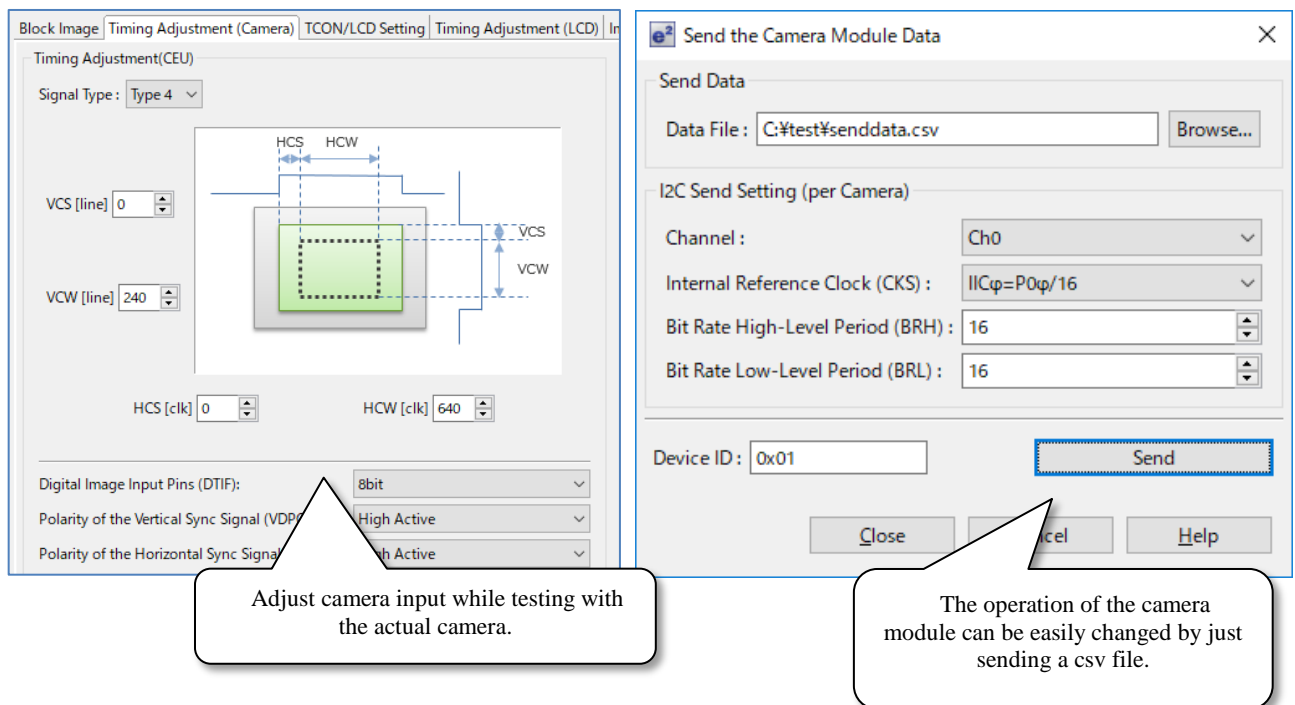 Block Image Timing Adjustment (Camera) TCON/LCD Setting Timing Adjustment (LCD)
Timing Adjustment(CEU)
Signal Type : Type 4
HCS HCW
VCS [line] 0
VCS
VCW
VCW [line] 240
HCS [clk] 0 HCW [clk] 640
Digital Image Input Pins (DTIF): 8bit
Polarity of the Vertical Sync Signal High Active
Polarity of the Horizontal Sync Active
Adjust camera input while testing with
the actual camera.
e² Send the Camera Module Data
Send Data
Data File : C:¥test¥senddata.csv Browse...
I2C Send Setting (per Camera)
Channel : Ch0
Internal Reference Clock (CKS) : IICφ=P0φ/16
Bit Rate High-Level Period (BRH) : 16
Bit Rate Low-Level Period (BRL) : 16
Device ID : 0x01 Send
Close Help
The operation of the camera
module can be easily changed by just
sending a csv file.